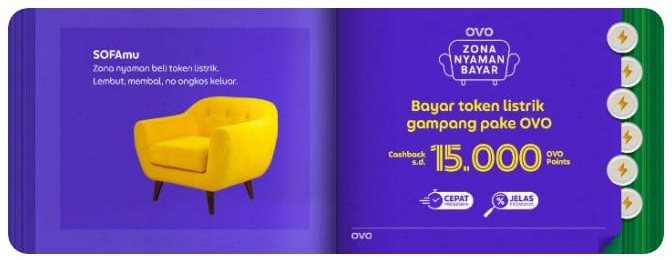 SOFAmu
Zona nyaman beli token listrik.
Lembut, membal, no ongkos keluar.
OVO
ZONA
NYAMAN
BAYAR
Bayar token listrik
gampang pake OVO
Cashback
s.d.
15.000
OVO
Points
CEPAT
JELAS
OVO